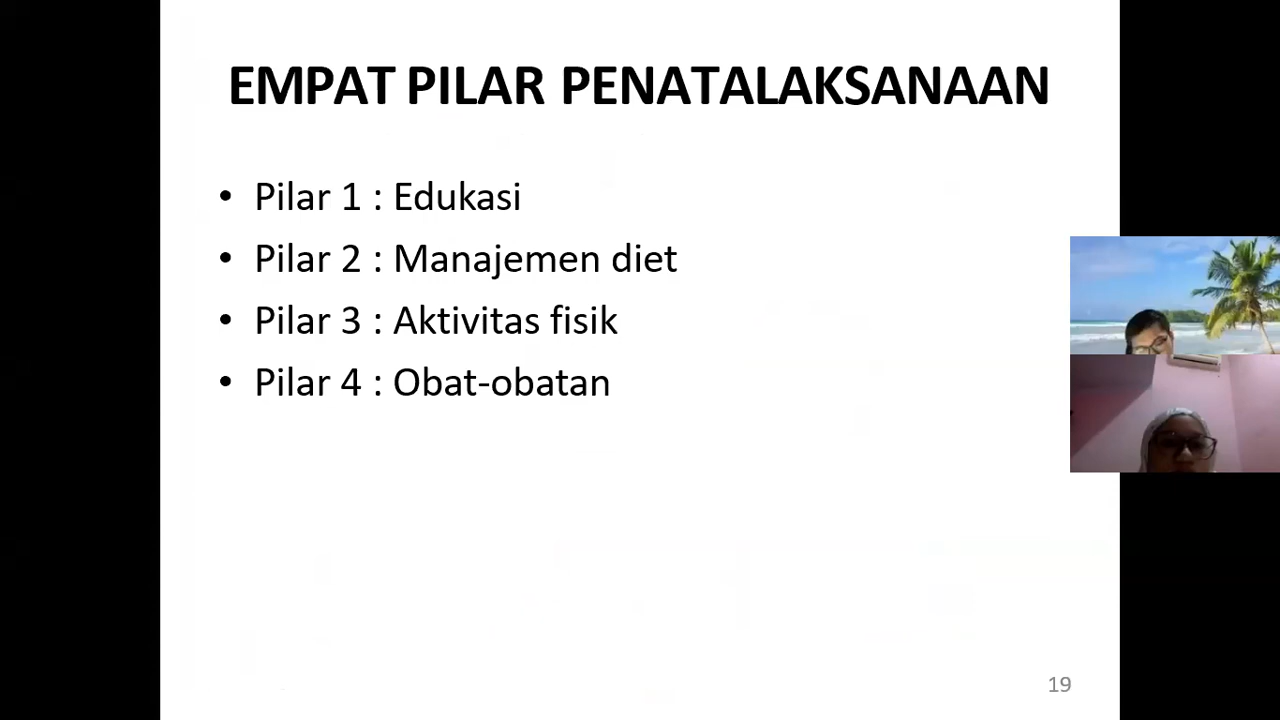 EMPAT PILAR PENATALAKSANAAN
• Pilar 1 : Edukasi
• Pilar 2 : Manajemen diet
• Pilar 3 : Aktivitas fisik
• Pilar 4 : Obat-obatan
19